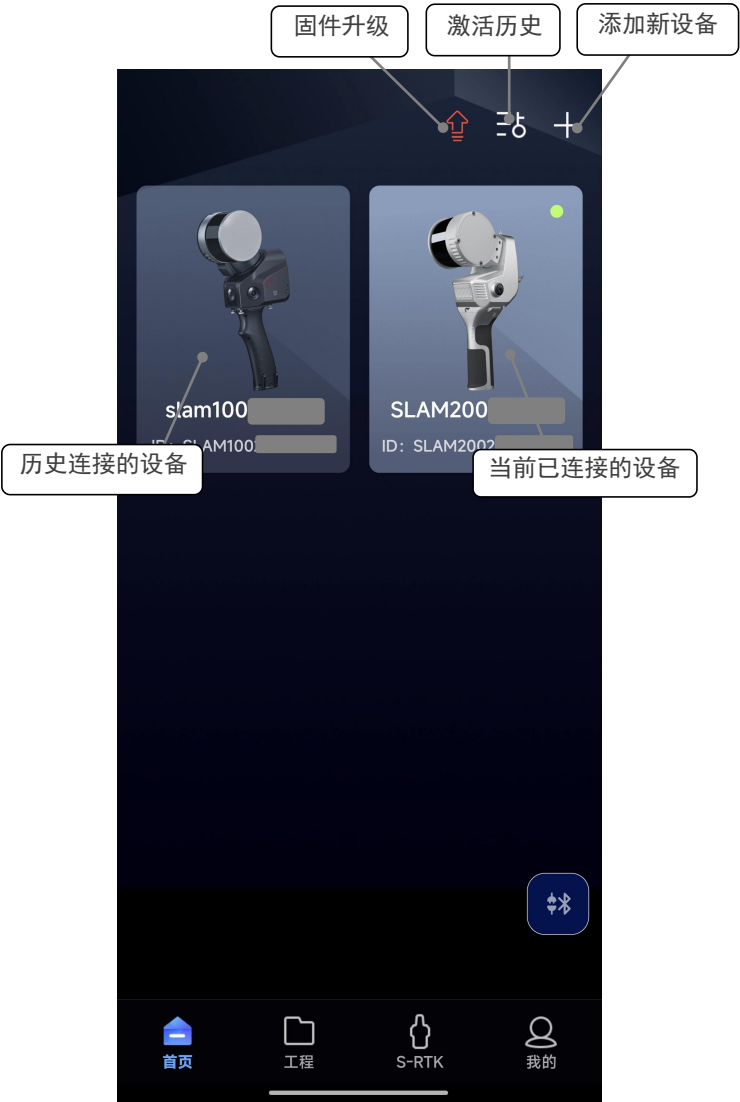 固件升级
激活历史
添加新设备
slam100
SLAM200
ID: SLAM100
ID: SLAM2002
历史连接的设备
当前已连接的设备
首页
工程
S-RTK
我的